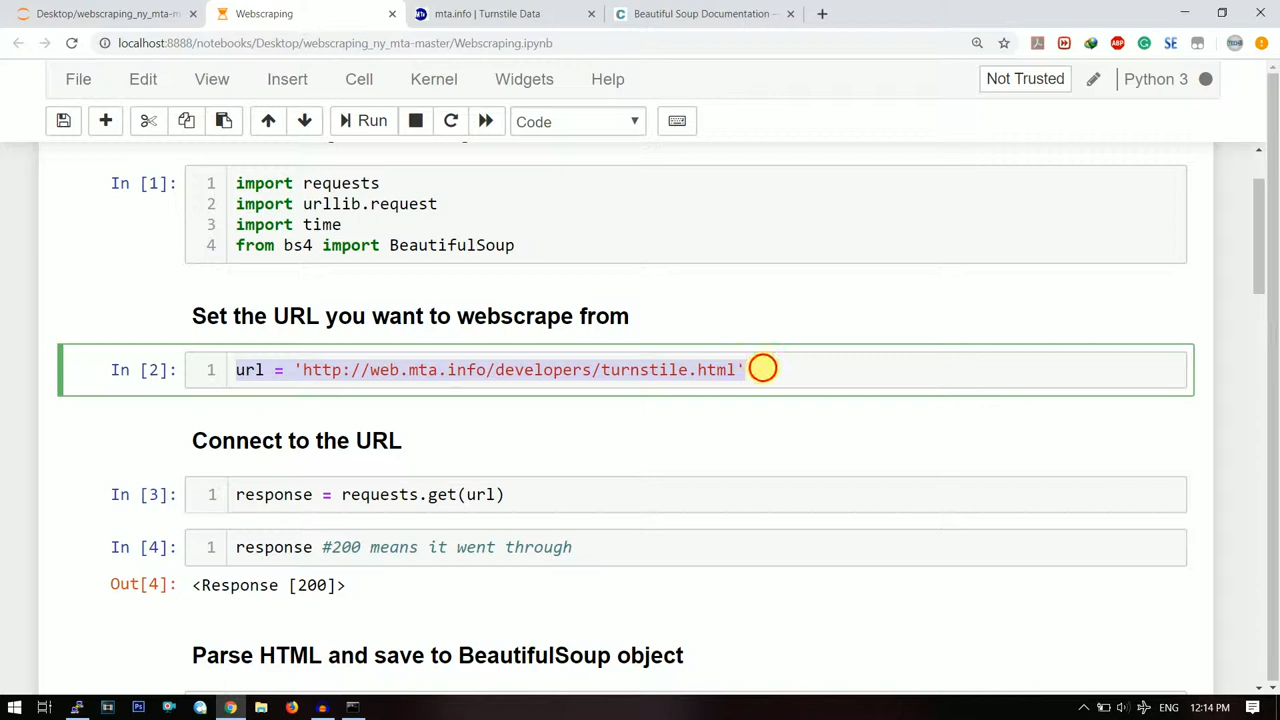 Desktop/webscraping_ny_mta-m
Webscraping
mta.info | Turnstile Data
Beautiful Soup Documentation —
localhost:8888/notebooks/Desktop/webscraping_ny_mta-master/Webscraping.ipynb
File Edit View Insert Cell Kernel Widgets Help Not Trusted Python 3
Run Code
In [1]:
1 import requests
2 import urllib.request
3 import time
4 from bs4 import BeautifulSoup
Set the URL you want to webscrape from
In [2]: 1 url = 'http://web.mta.info/developers/turnstile.html'
Connect to the URL
In [3]: 1 response = requests.get(url)
In [4]: 1 response #200 means it went through
Out[4]: <Response [200]>
Parse HTML and save to BeautifulSoup object
ENG 12:14 PM